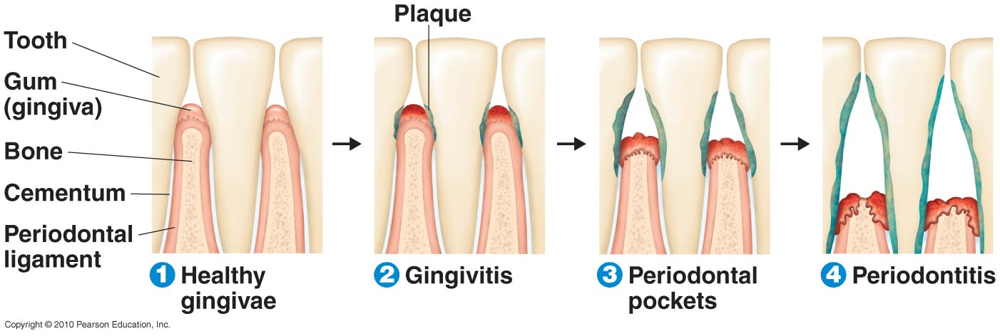 Plaque
Tooth
Gum
(gingiva)
Bone
Cementum
Periodontal
ligament
1 Healthy
gingivae
2 Gingivitis
3 Periodontal
pockets
4 Periodontitis
Copyright © 2010 Pearson Education, Inc.